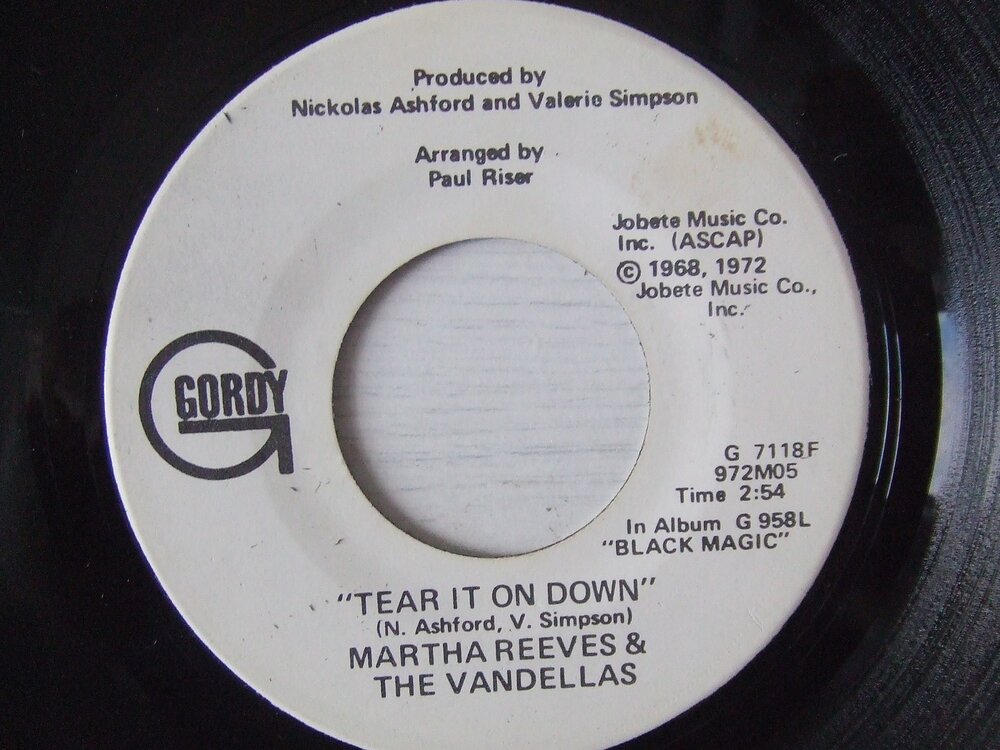 Produced by
Nickolas Ashford and Valerie Simpson
Arranged by
Paul Riser
Jobete Music Co.
Inc. (ASCAP)
© 1968, 1972
Jobete Music Co.,
Inc.
GORDY
G 7118F
972M05
Time 2:54
In Album G 958L
"BLACK MAGIC"
"TEAR IT ON DOWN"
(N. Ashford, V. Simpson)
MARTHA REEVES &
THE VANDELLAS